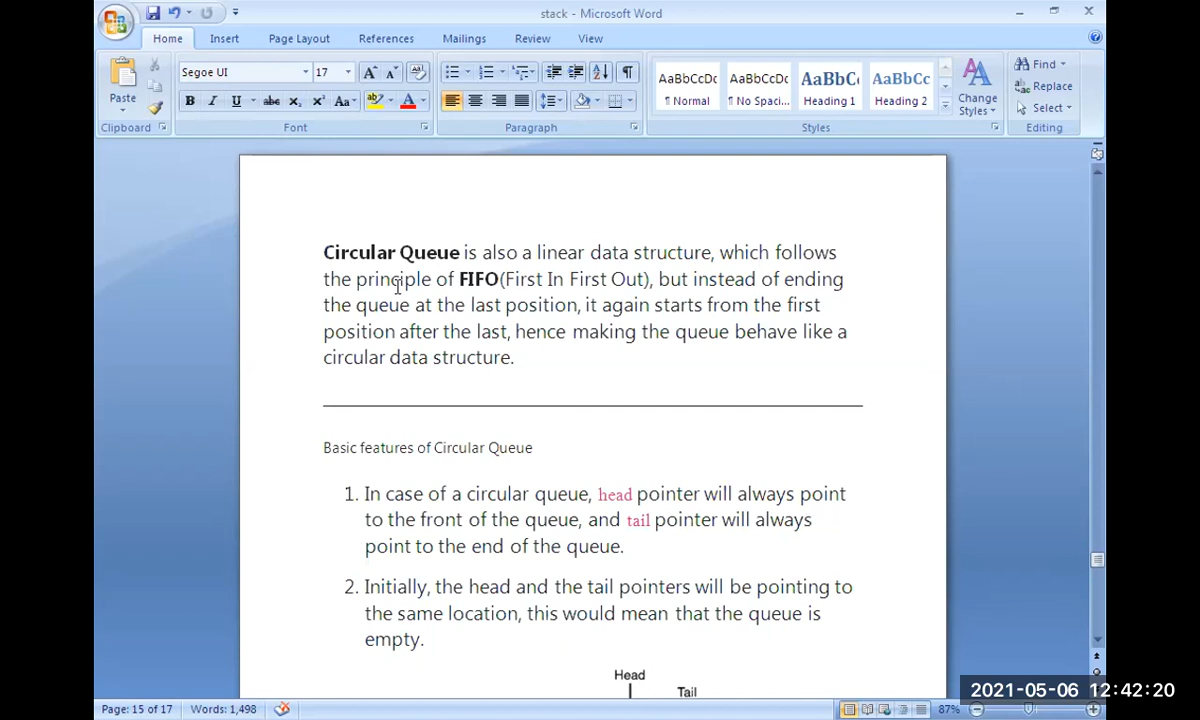 stack - Microsoft Word
Home Insert Page Layout References Mailings Review View
Paste
Clipboard
Segoe UI 17
B I U abc x₂ x² Aa A
Font
Paragraph
AaBbCcDc AaBbCcDc AaBbC AaBbCc
¶ Normal ¶ No Spaci... Heading 1 Heading 2
Change
Styles
Styles
Find
Replace
Select
Editing
Circular Queue is also a linear data structure, which follows
the principle of FIFO(First In First Out), but instead of ending
the queue at the last position, it again starts from the first
position after the last, hence making the queue behave like a
circular data structure.
Basic features of Circular Queue
1. In case of a circular queue, head pointer will always point
to the front of the queue, and tail pointer will always
point to the end of the queue.
2. Initially, the head and the tail pointers will be pointing to
the same location, this would mean that the queue is
empty.
Head
Tail
Page: 15 of 17 Words: 1,498 87%
2021-05-06 12:42:20